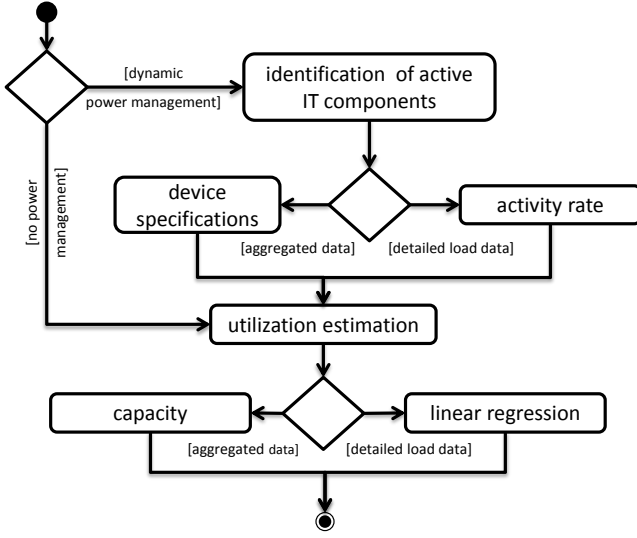 [dynamic
power management]
identification of active
IT components
[no power
management]
device
specifications
activity rate
[aggregated data]
[detailed load data]
utilization estimation
capacity
linear regression
[aggregated data]
[detailed load data]